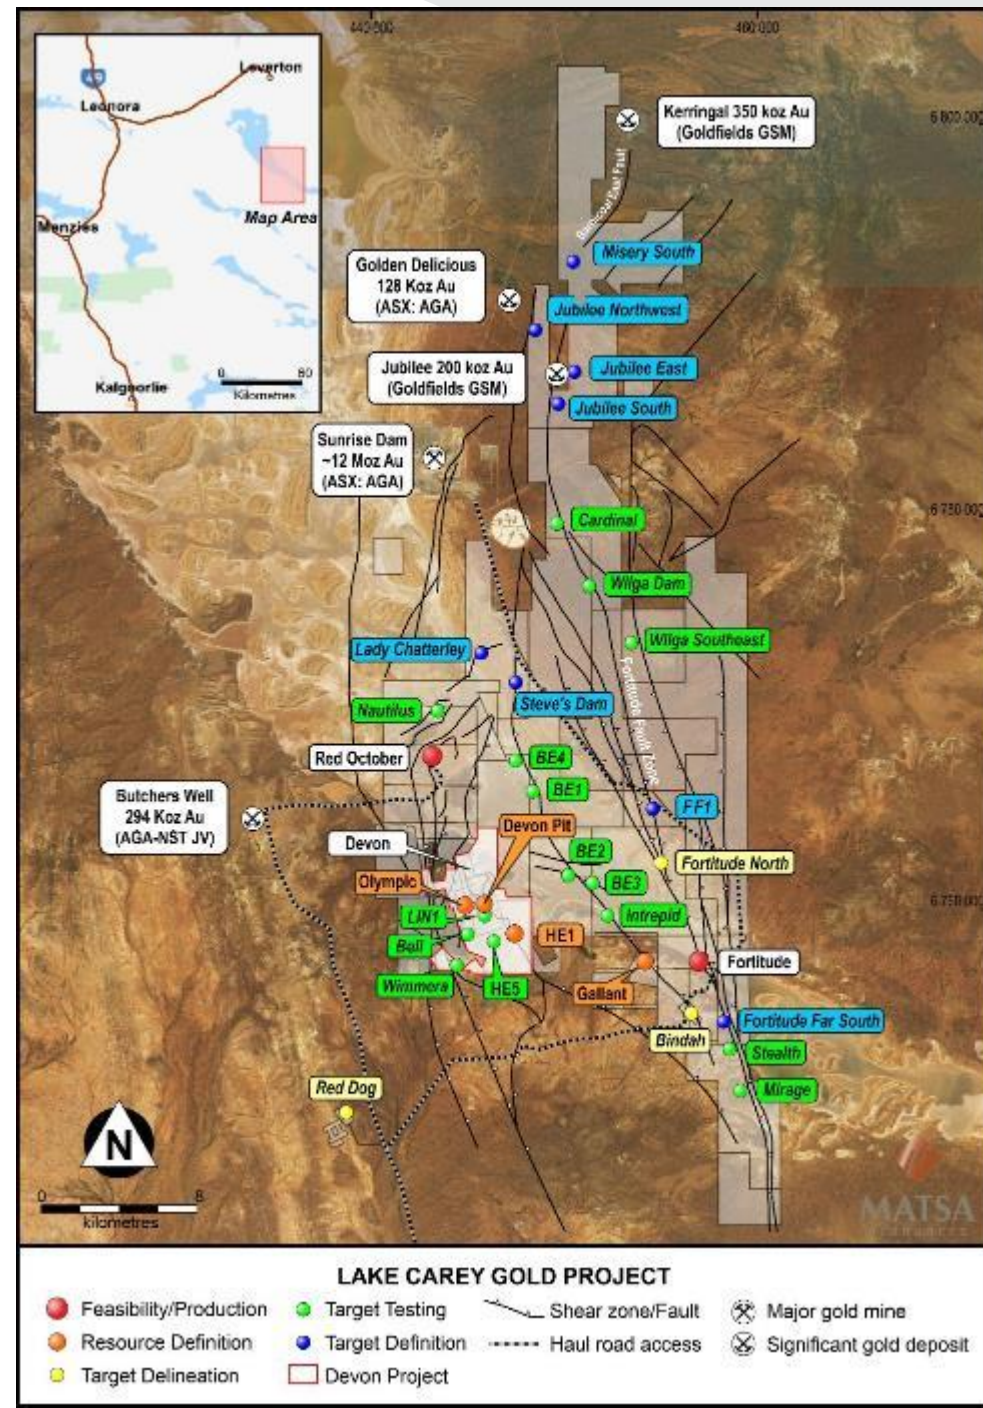 440 000
460 000
Leonora
Laverton
Menzies
Map Area
Kalgoorlie
0 80
Kilometres
Kerringal 350 koz Au
(Goldfields GSM)
6 800 000
Barnicoat East Fault
Misery South
Golden Delicious
128 Koz Au
(ASX: AGA)
Jubilee Northwest
Jubilee 200 koz Au
(Goldfields GSM)
Jubilee East
Jubilee South
Sunrise Dam
~12 Moz Au
(ASX: AGA)
Cardinal
Wilga Dam
Wilga Southeast
Lady Chatterley
Steve's Dam
Fortitude Fault Zone
Nautilus
Red October
BE4
BE1
FF1
Butchers Well
294 Koz Au
(AGA-NST JV)
Devon Pit
Devon
BE2
Fortitude North
Olympic
BE3
LIN1
Intrepid
Bell
HE1
Fortitude
Wimmera
HE5
Gallant
Fortitude Far South
Bindah
Stealth
Red Dog
Mirage
N
0 8
kilometres
MATSA
LAKE CAREY GOLD PROJECT
Feasibility/Production
Target Testing
Shear zone/Fault
Major gold mine
Resource Definition
Target Definition
Haul road access
Significant gold deposit
Target Delineation
Devon Project